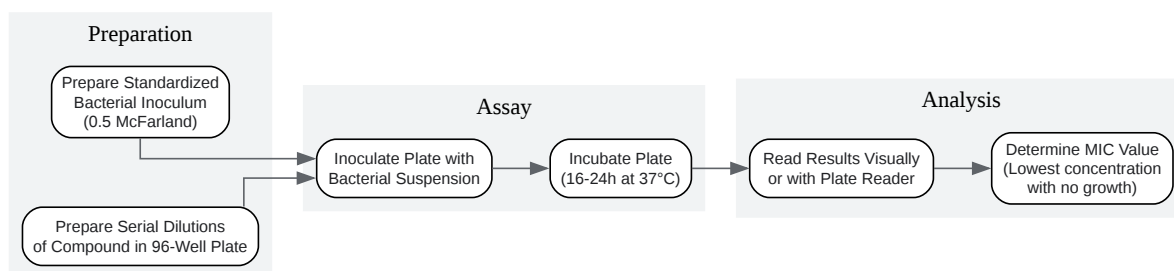 Preparation
Prepare Standardized
Bacterial Inoculum
(0.5 McFarland)
Prepare Serial Dilutions
of Compound in 96-Well Plate
Assay
Inoculate Plate with
Bacterial Suspension
Incubate Plate
(16-24h at 37°C)
Analysis
Read Results Visually
or with Plate Reader
Determine MIC Value
(Lowest concentration
with no growth)